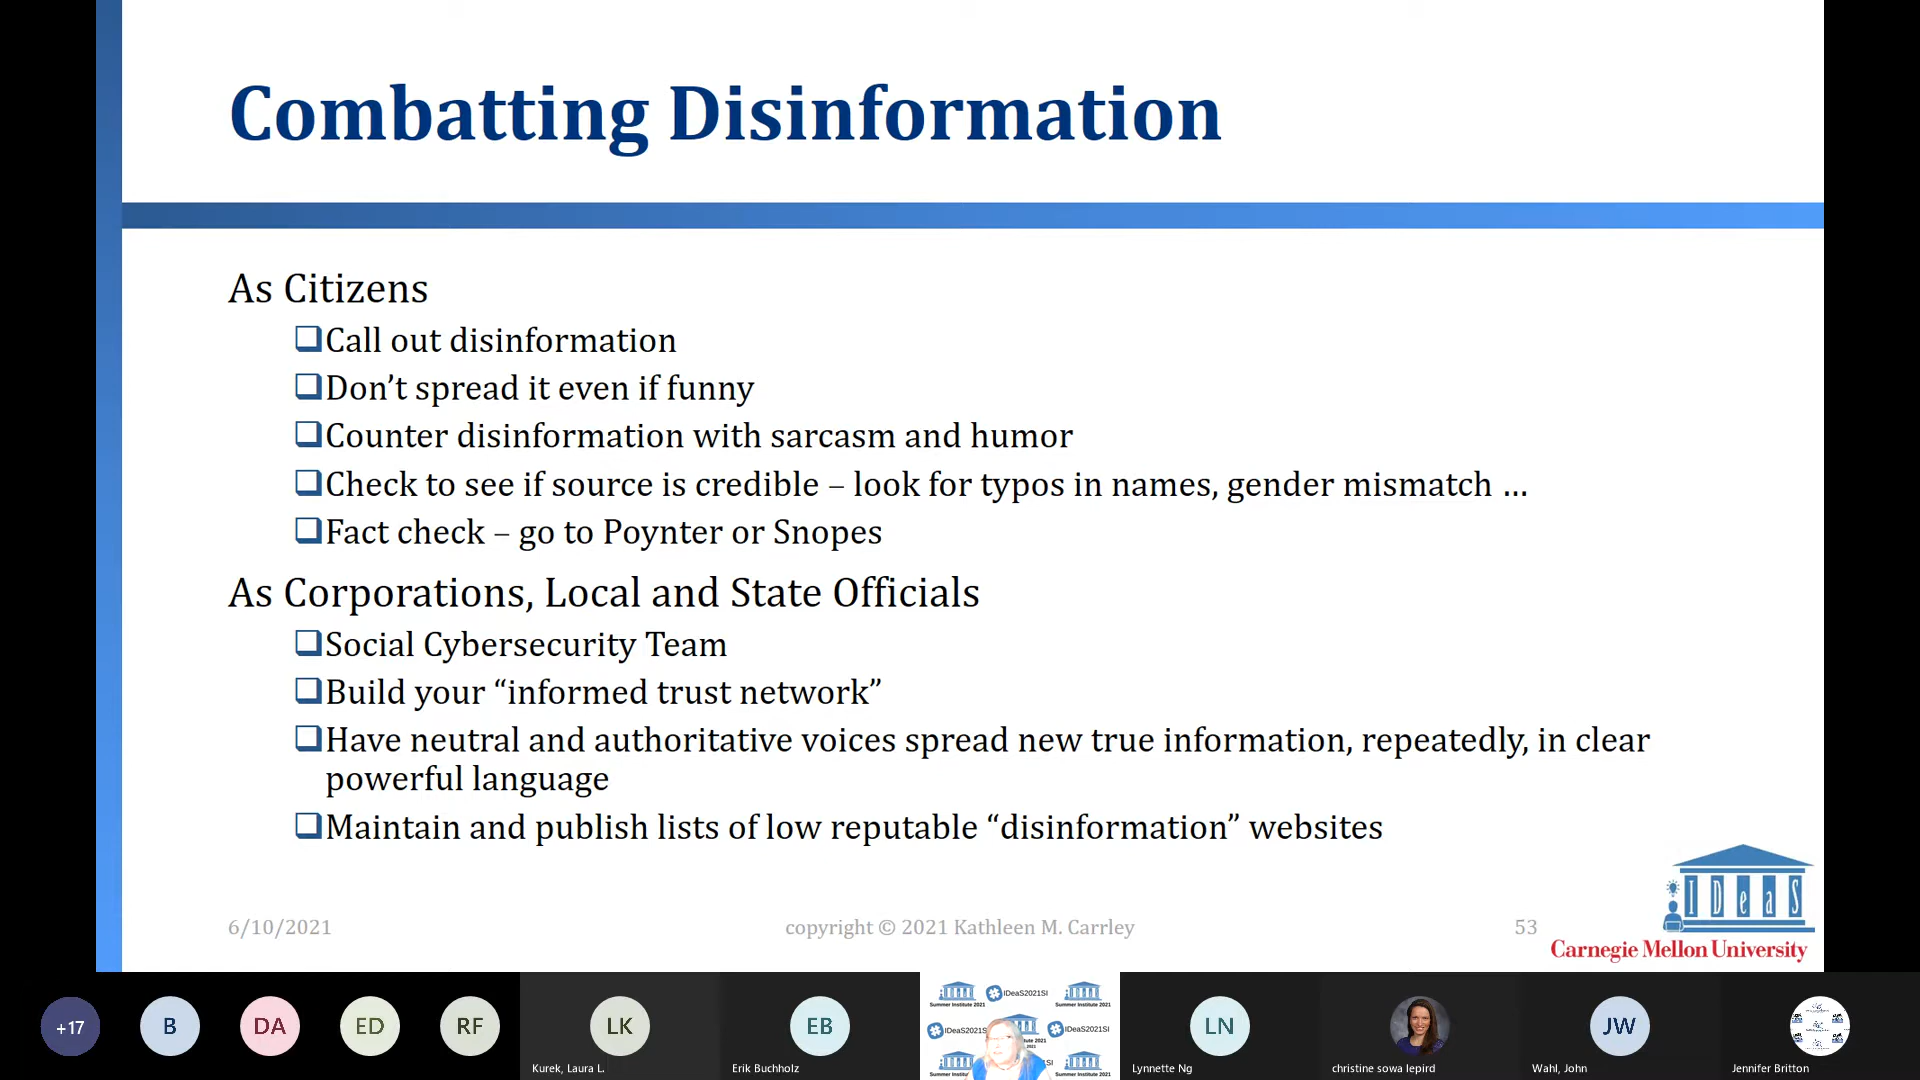 Combatting Disinformation
As Citizens
❑Call out disinformation
❑Don’t spread it even if funny
❑Counter disinformation with sarcasm and humor
❑Check to see if source is credible – look for typos in names, gender mismatch ...
❑Fact check – go to Poynter or Snopes
As Corporations, Local and State Officials
❑Social Cybersecurity Team
❑Build your “informed trust network”
❑Have neutral and authoritative voices spread new true information, repeatedly, in clear
powerful language
❑Maintain and publish lists of low reputable “disinformation” websites
6/10/2021
copyright © 2021 Kathleen M. Carrley
53
IDeaS
Carnegie Mellon University
+17
B
DA
ED
RF
LK
Kurek, Laura L.
EB
Erik Buchholz
Summer Institute 2021
#IDeaS2021SI
Summer Institute 2021
#IDeaS2021S
#IDeaS2021SI
LN
Lynnette Ng
christine sowa lepird
JW
Wahl, John
Jennifer Britton